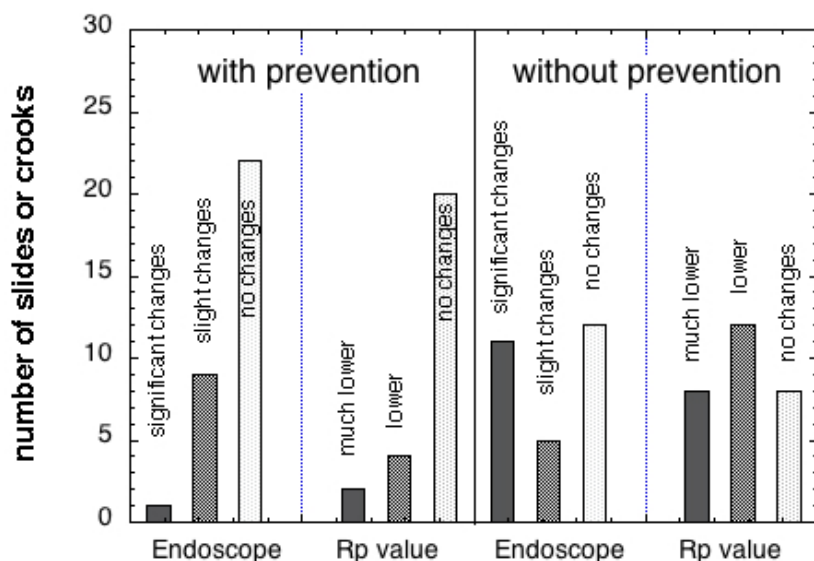 number of slides or crooks
30
25
20
15
10
5
0
with prevention
without prevention
significant changes
slight changes
no changes
much lower
lower
no changes
significant changes
slight changes
no changes
much lower
lower
no changes
Endoscope
Rp value
Endoscope
Rp value